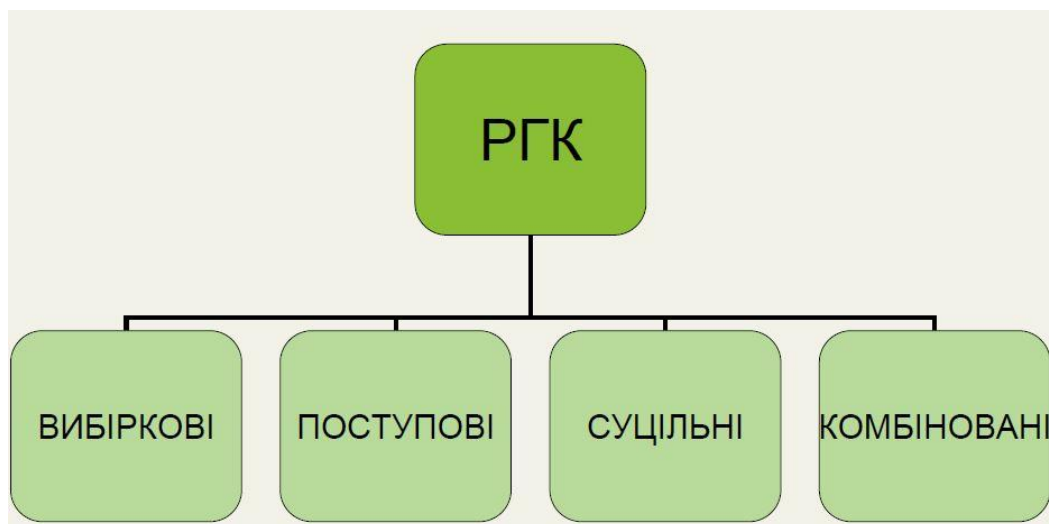 РГК
ВИБІРКОВІ
ПОСТУПОВІ
СУЦІЛЬНІ
КОМБІНОВАНІ